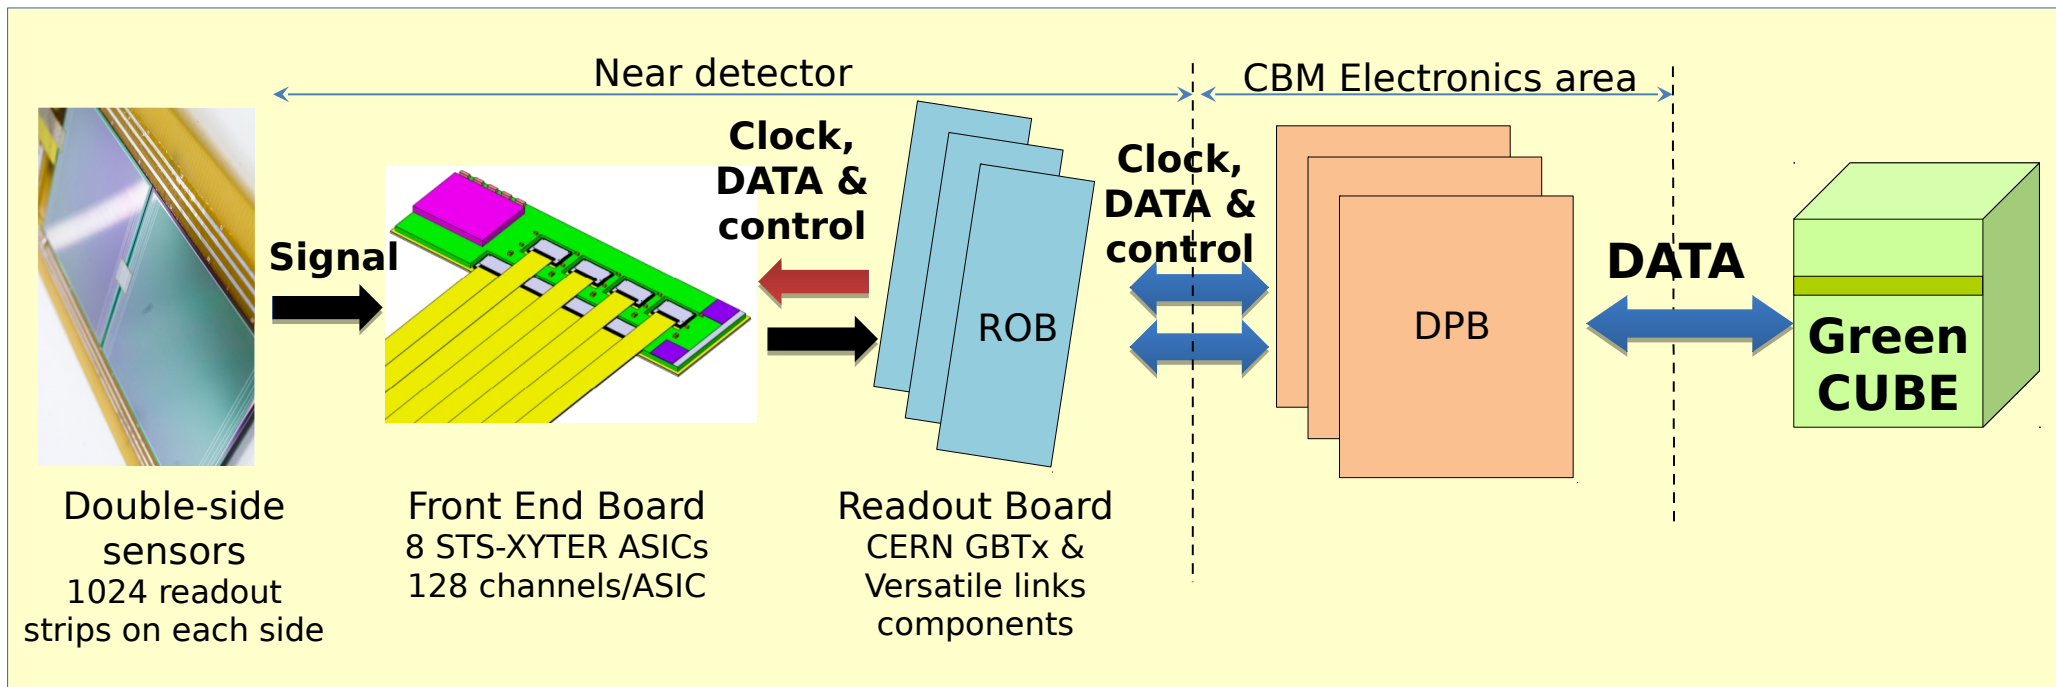 Near detector
CBM Electronics area
Signal
Clock,
DATA &
control
ROB
Clock,
DATA &
control
DPB
DATA
Green
CUBE
Double-side
sensors
1024 readout
strips on each side
Front End Board
8 STS-XYTER ASICs
128 channels/ASIC
Readout Board
CERN GBTx &
Versatile links
components